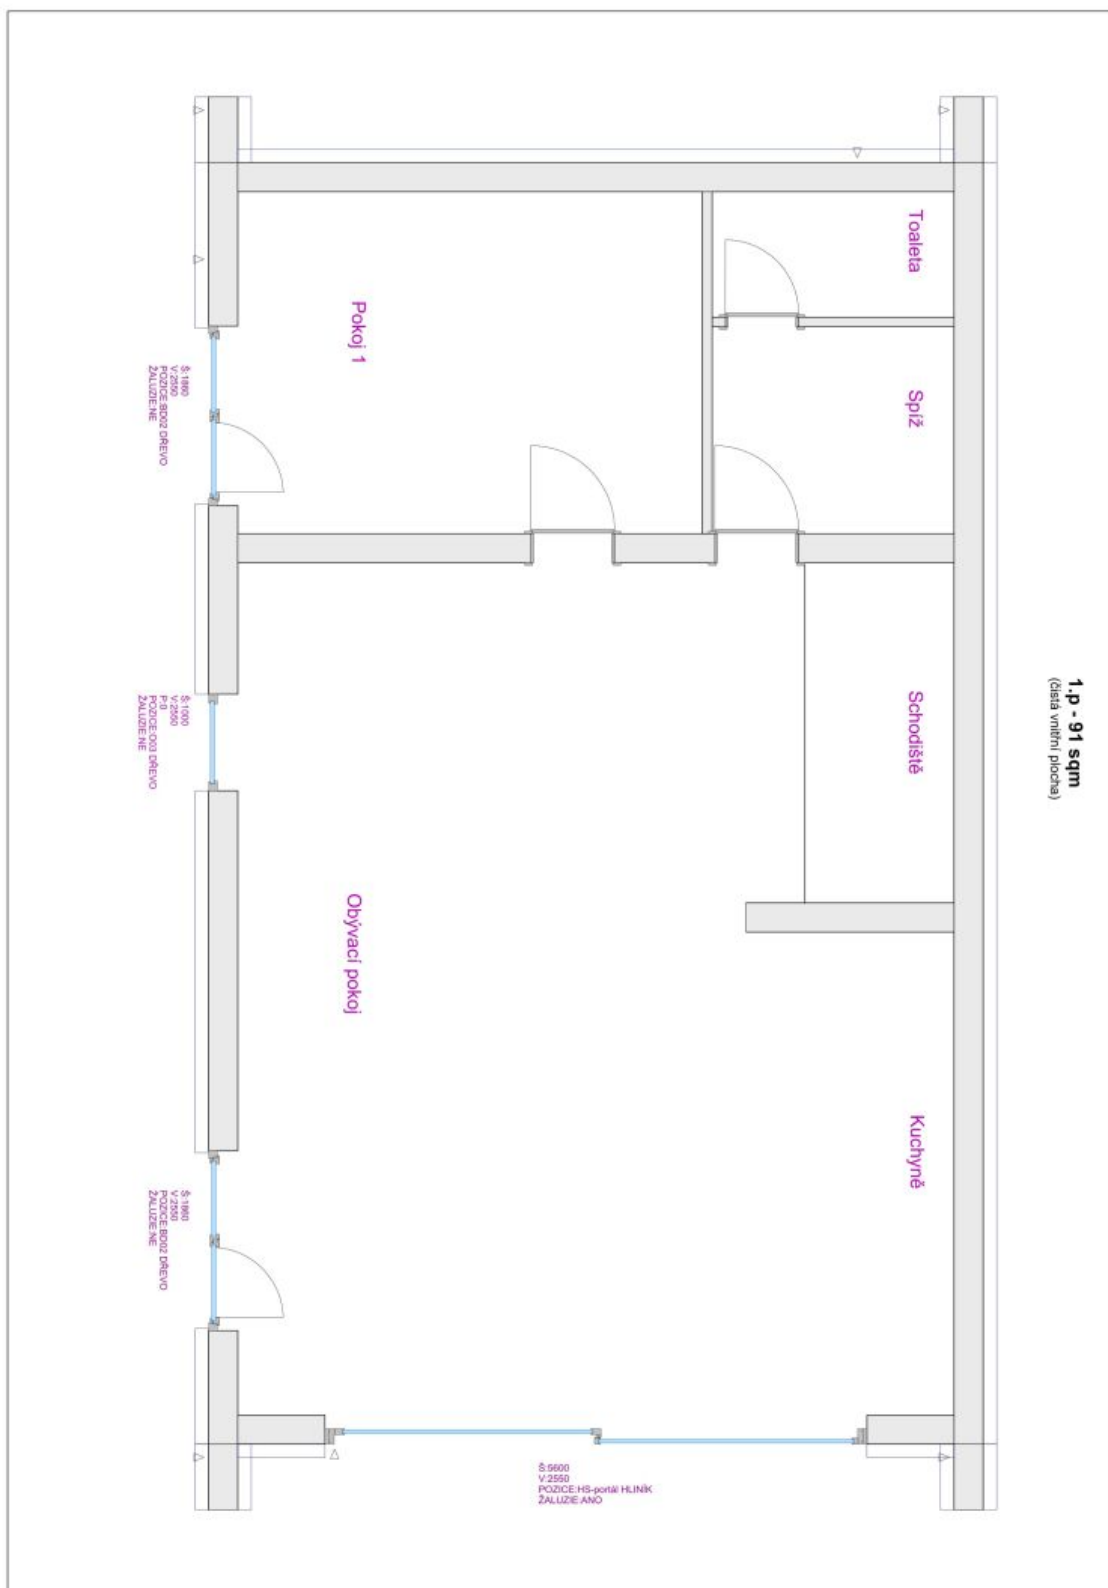 1.p - 91 sqm
(čistá vnitřní plocha)
Toaleta
Spíž
Schodiště
Kuchyně
Pokoj 1
Obývací pokoj
Š:1860
V:2550
POZICE:BD02 DŘEVO
ŽALUZIE:NE
Š:1000
V:2550
P:0
POZICE:O03 DŘEVO
ŽALUZIE:NE
Š:1860
V:2550
POZICE:BD02 DŘEVO
ŽALUZIE:NE
Š:5600
V:2550
POZICE:HS-portál HLINÍK
ŽALUZIE:ANO